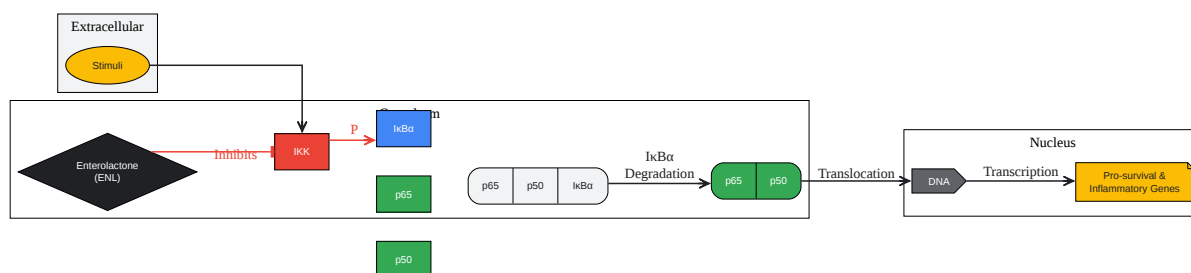 Extracellular
Stimuli
Enterolactone
(ENL)
Inhibits
IKK
P
IκBα
p65
p50
p65
p50
IκBα
IκBα
Degradation
p65
p50
Translocation
Nucleus
DNA
Transcription
Pro-survival &
Inflammatory Genes